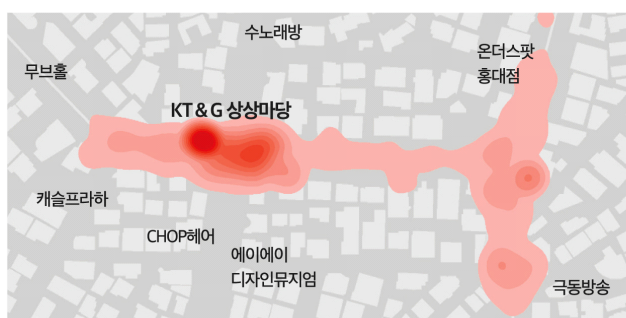 수노래방
온더스팟
홍대점
무브홀
KT&G 상상마당
캐슬프라하
CHOP헤어
에이에이
디자인뮤지엄
극동방송